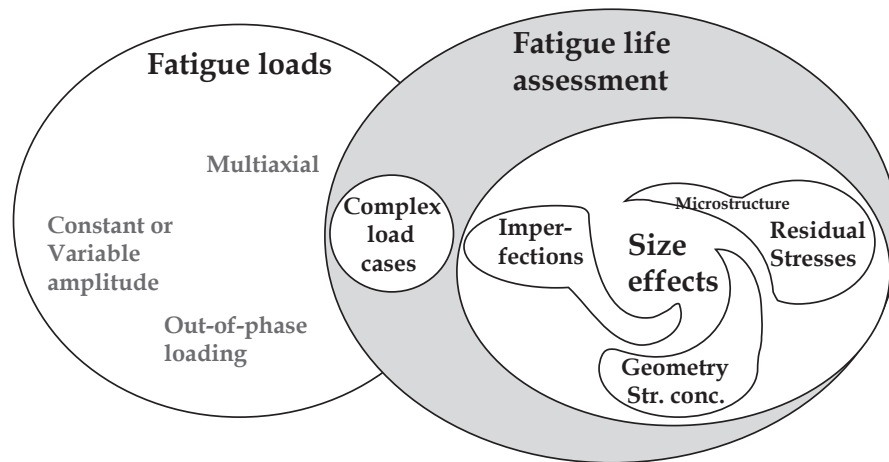 Fatigue loads
Multiaxial
Constant or
Variable
amplitude
Out-of-phase
loading
Fatigue life
assessment
Complex
load
cases
Imper-
fections
Size
effects
Microstructure
Residual
Stresses
Geometry
Str. conc.